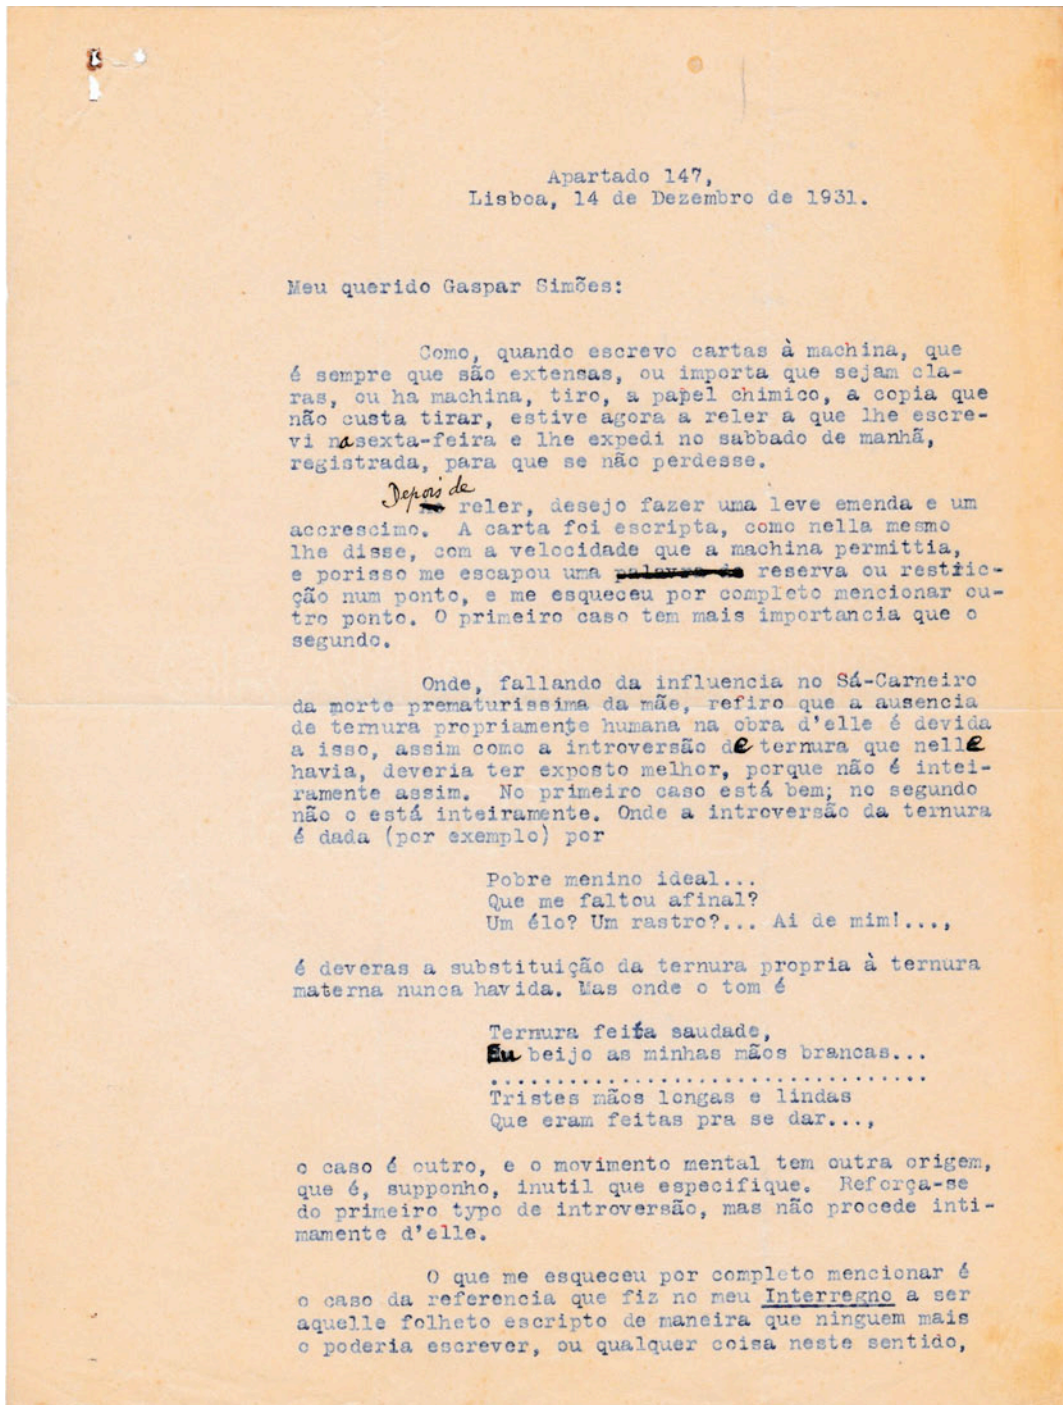 Apartado 147,
Lisboa, 14 de Dezembro de 1931.
Meu querido Gaspar Simões:
Como, quando escrevo cartas à machina, que
é sempre que são extensas, ou importa que sejam cla-
ras, ou ha machina, tiro, a papel chimico, a copia que
não custa tirar, estive agora a reler a que lhe escre-
vi na sexta-feira e lhe expedi no sabbado de manhã,
registrada, para que se não perdesse.
Depois de
reler, desejo fazer uma leve emenda e um
accrescimo. A carta foi escripta, como nella mesmo
lhe disse, com a velocidade que a machina permittia,
e porisso me escapou uma palavra de reserva ou restric-
ção num ponto, e me esqueceu por completo mencionar ou-
tro ponto. O primeiro caso tem mais importancia que o
segundo.
Onde, fallando da influencia no Sá-Carneiro
da morte prematurissima da mãe, refiro que a ausencia
de ternura propriamente humana na obra d'elle é devida
a isso, assim como a introversão de ternura que nelle
havia, deveria ter exposto melhor, porque não é intei-
ramente assim. No primeiro caso está bem; no segundo
não o está inteiramente. Onde a introversão da ternura
é dada (por exemplo) por
Pobre menino ideal...
Que me faltou afinal?
Um élo? Um rastro?... Ai de mim!...,
é deveras a substituição da ternura propria à ternura
materna nunca havida. Mas onde o tom é
Ternura feita saudade,
Eu beijo as minhas mãos brancas...
.................................
Tristes mãos longas e lindas
Que eram feitas pra se dar...,
o caso é outro, e o movimento mental tem outra origem,
que é, supponho, inutil que especifique. Reforça-se
do primeiro typo de introversão, mas não procede inti-
mamente d'elle.
O que me esqueceu por completo mencionar é
o caso da referencia que fiz no meu Interregno a ser
aquelle folheto escripto de maneira que ninguem mais
o poderia escrever, ou qualquer coisa neste sentido,